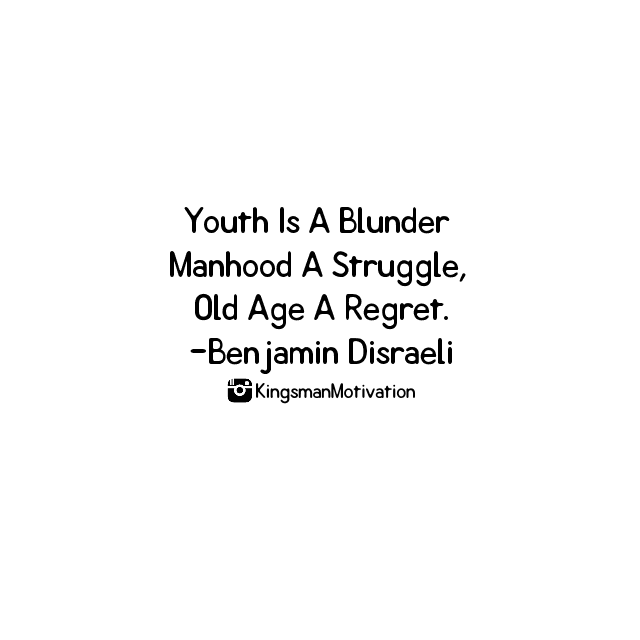 Youth Is A Blunder
Manhood A Struggle,
Old Age A Regret.
-Benjamin Disraeli
KingsmanMotivation